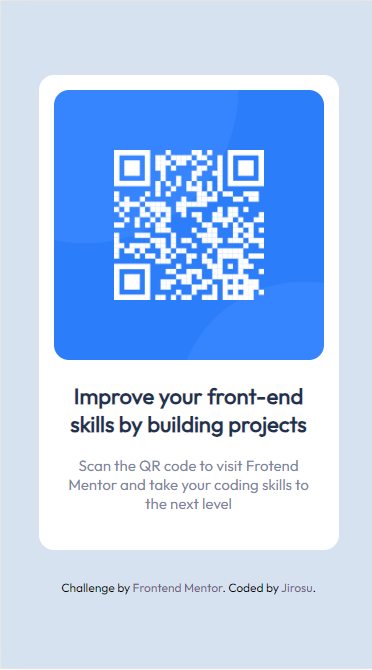 Improve your front-end
skills by building projects
Scan the QR code to visit Frotend
Mentor and take your coding skills to
the next level
Challenge by Frontend Mentor. Coded by Jirosu.